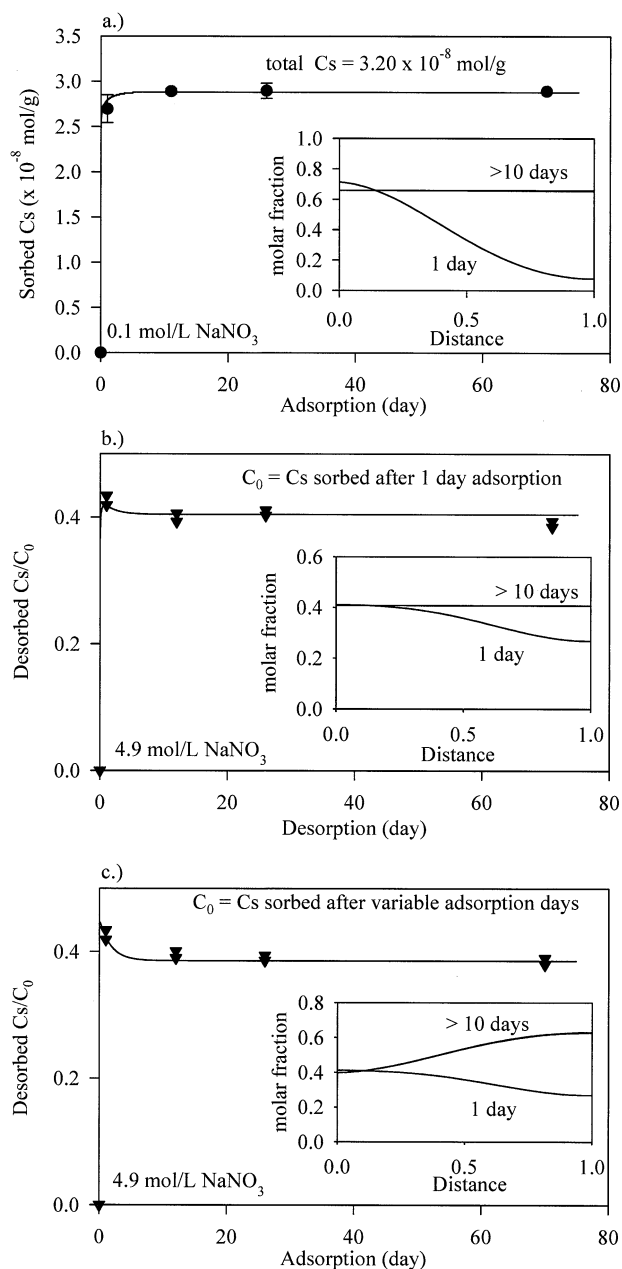 a.)
3.5
3.0
2.5
2.0
1.5
1.0
0.5
0.0
Sorbed Cs (x 10⁻⁸ mol/g)
total Cs = 3.20 x 10⁻⁸ mol/g
1.0
0.8
0.6
0.4
0.2
0.0
molar fraction
>10 days
1 day
0.0 0.5 1.0
Distance
0.1 mol/L NaNO₃
0 20 40 60 80
Adsorption (day)
b.)
C₀ = Cs sorbed after 1 day adsorption
0.4
0.2
0.0
Desorbed Cs/C₀
0.6
0.4
0.2
0.0
molar fraction
> 10 days
1 day
0.0 0.5 1.0
Distance
4.9 mol/L NaNO₃
0 20 40 60 80
Desorption (day)
c.)
C₀ = Cs sorbed after variable adsorption days
0.4
0.2
0.0
Desorbed Cs/C₀
0.8
0.6
0.4
0.2
0.0
molar fraction
> 10 days
1 day
0.0 0.5 1.0
Distance
4.9 mol/L NaNO₃
0 20 40 60 80
Adsorption (day)